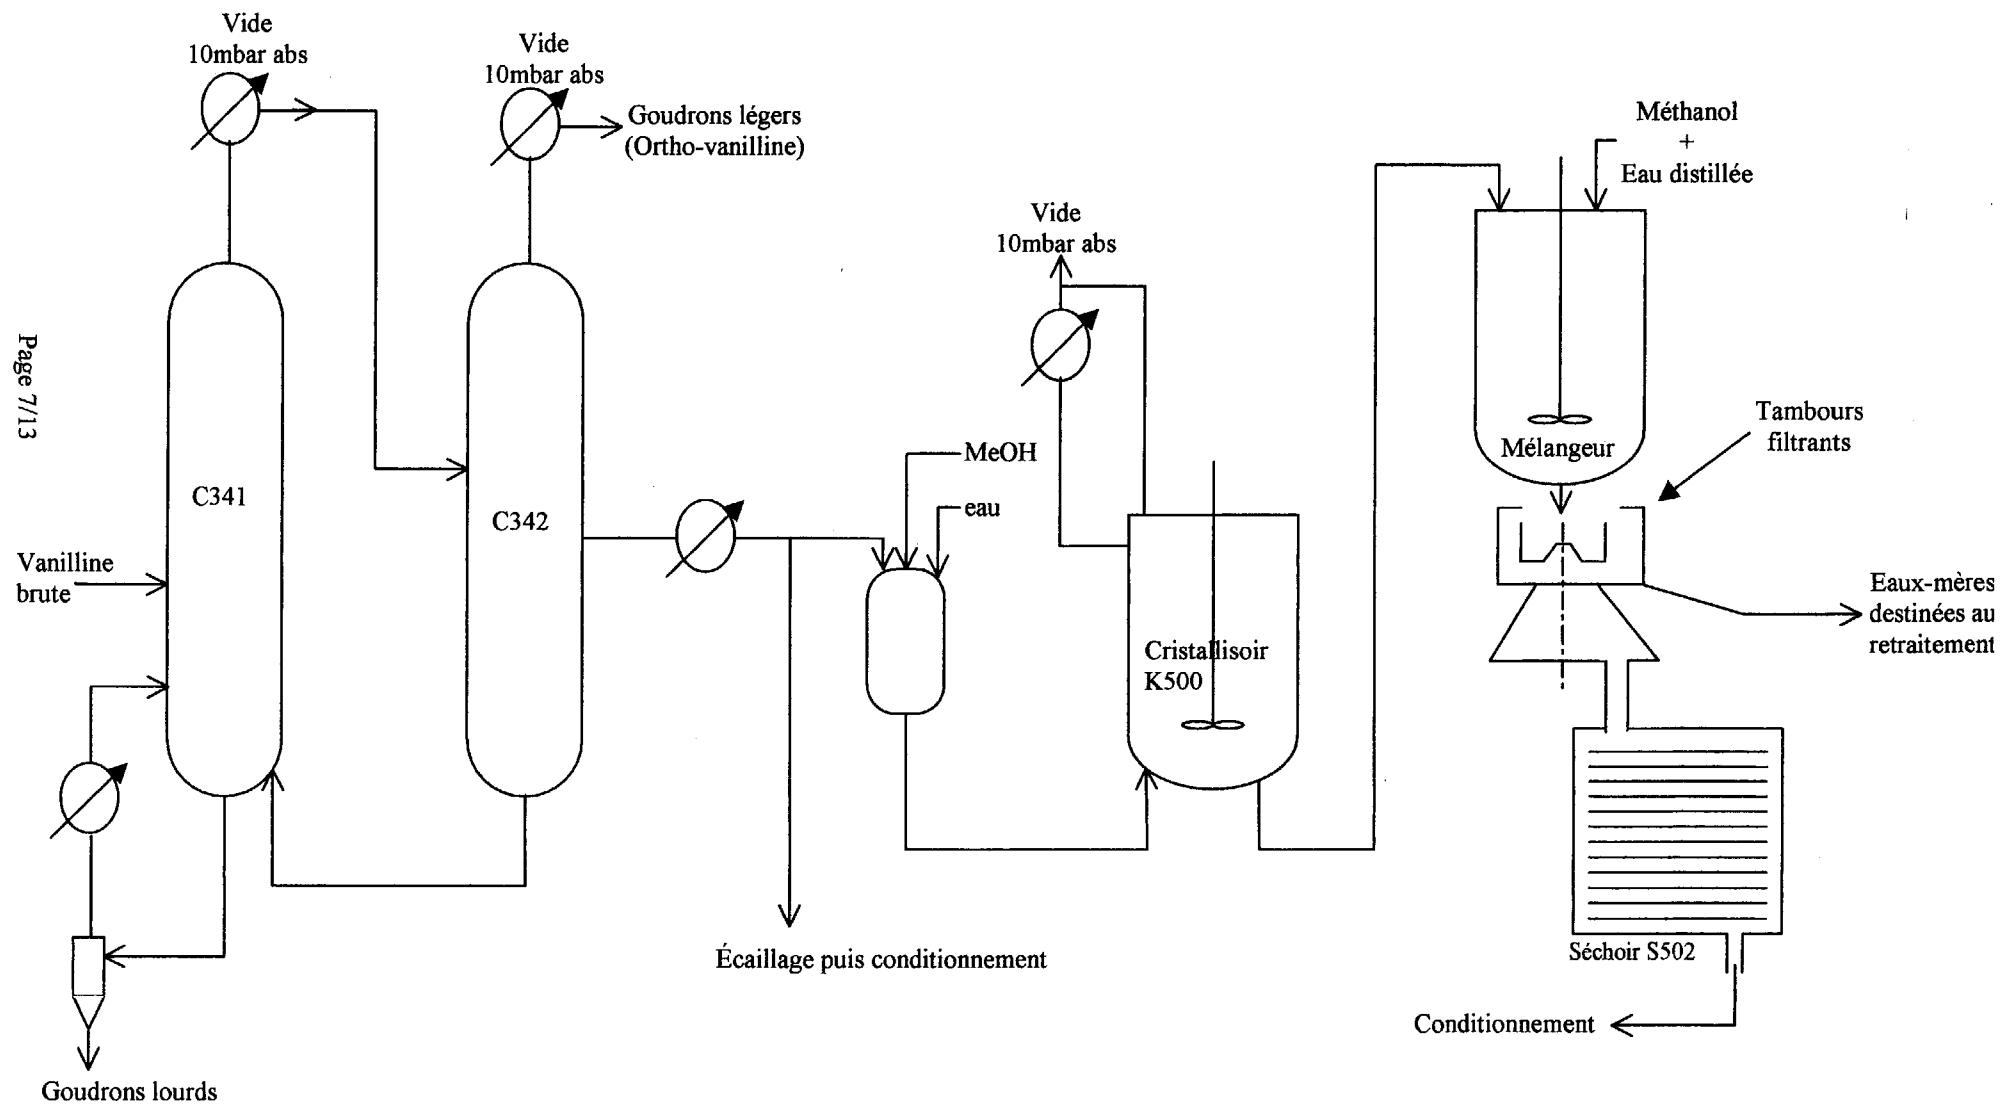 Vide
10mbar abs
Vide
10mbar abs
Goudrons légers
(Ortho-vanilline)
Méthanol
+
Eau distillée
Vide
10mbar abs
Page 7/13
Tambours
filtrants
Mélangeur
MeOH
eau
C341
C342
Vanilline
brute
Eaux-mères
destinées au
retraitement
Cristallisoir
K500
Écaillage puis conditionnement
Séchoir S502
Conditionnement
Goudrons lourds